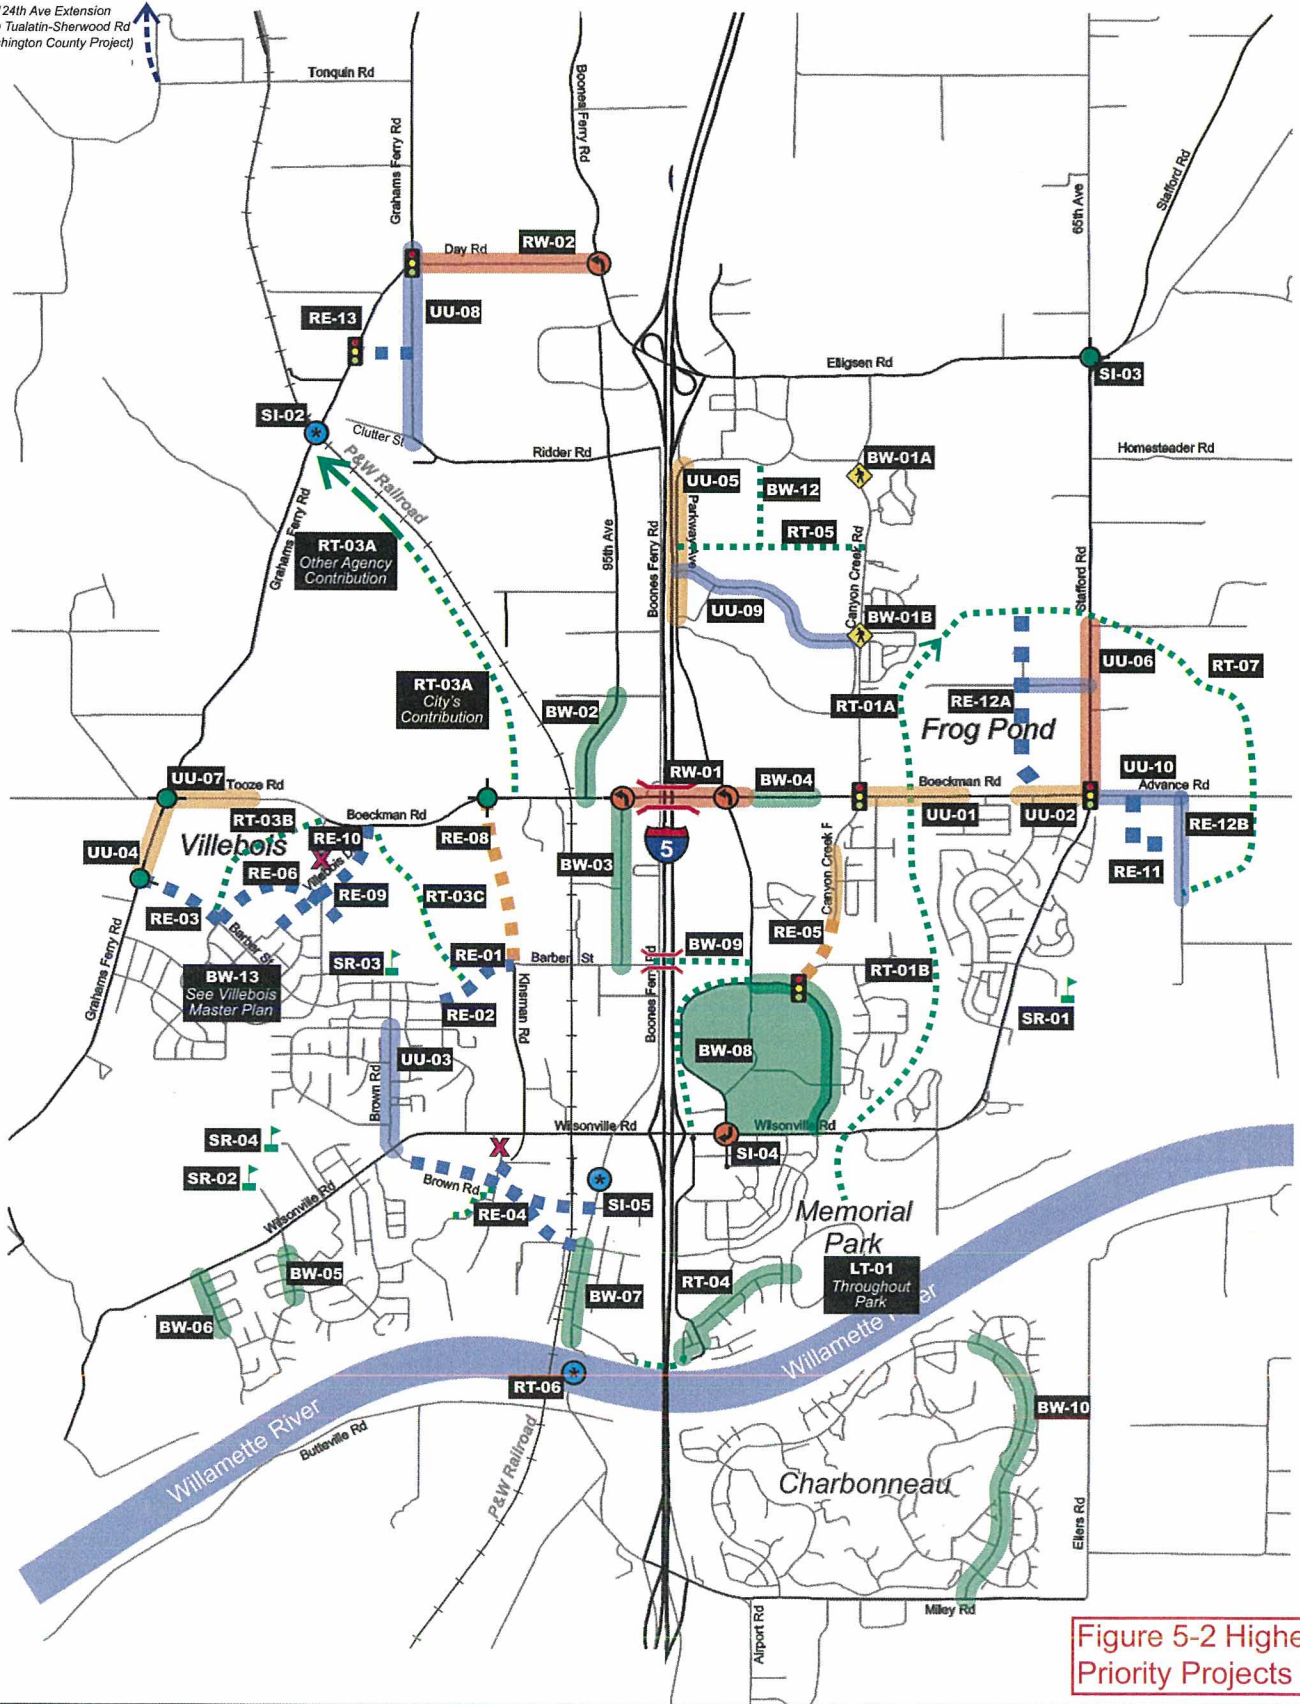 24th Ave Extension
Tualatin-Sherwood Rd
hington County Project)
Tonquin Rd
Grahams Ferry Rd
Boones Ferry Rd
65th Ave
Stafford Rd
Day Rd
RW-02
RE-13
UU-08
Elligsen Rd
SI-03
SI-02
Clutter St
P&W Railroad
Ridder Rd
Homesteader Rd
BW-01A
UU-05
BW-12
Parkway Ave
RT-05
Grahams Ferry Rd
RT-03A
Other Agency
Contribution
95th Ave
Boones Ferry Rd
Canyon Creek Rd
Stafford Rd
UU-09
BW-01B
UU-06
RT-07
RT-03A
City's
Contribution
BW-02
RT-01A
RE-12A
Frog Pond
UU-07
Tooze Rd
RW-01
BW-04
Boeckman Rd
UU-10
Advance Rd
RT-03B
Boeckman Rd
RE-10
RE-08
UU-01
UU-02
RE-12B
Villebois
UU-04
5
BW-03
Canyon Creek
RE-11
RE-06
Villebois
RE-09
RT-03C
RE-03
Barber St
RE-05
SR-03
RE-01
Barber St
BW-09
RT-01B
BW-13
See Villebois
Master Plan
Grahams Ferry Rd
RE-02
Kinsman Rd
Boones Ferry Rd
SR-01
UU-03
Brown Rd
BW-08
Wilsonville Rd
Wilsonville Rd
SR-04
SI-04
SR-02
Brown Rd
Wilsonville Rd
RE-04
SI-05
Memorial
Park
LT-01
Throughout
Park
BW-05
RT-04
BW-07
BW-06
Willamette River
RT-06
Willamette River
Butteville Rd
BW-10
P&W Railroad
Charbonneau
Eilers Rd
Miley Rd
Airport Rd
Figure 5-2 Highe
Priority Projects